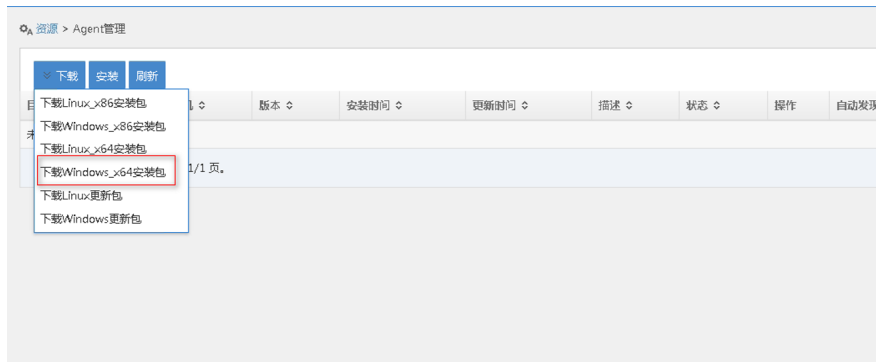 资源 > Agent管理
下载 安装 刷新
版本 安装时间 更新时间 描述 状态 操作 自动发现
下载Linux_x86安装包
下载Windows_x86安装包
下载Linux_x64安装包
下载Windows_x64安装包
1/1 页。
下载Linux更新包
下载Windows更新包